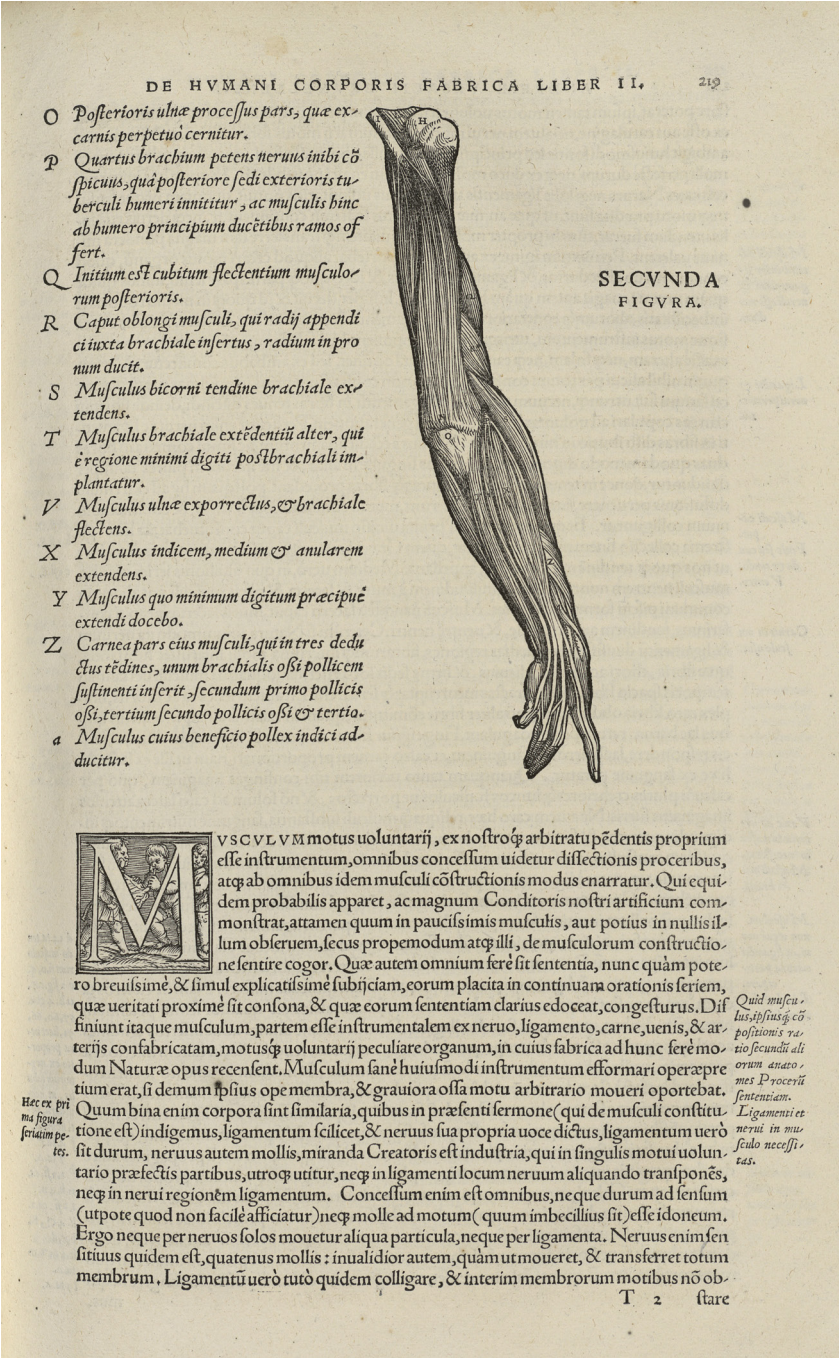 DE HVMANI CORPORIS FABRICA LIBER II. 219
O Posterioris ulnæ processus pars, quæ ex-
carnis perpetuò cernitur.
P Quartus brachium petens neruus inibi cõ
spicuus, quà posteriore sedi exterioris tu-
berculi humeri innititur, ac musculis hinc
ab humero principium ducẽtibus ramos of
fert.
Q Initium est cubitum flectentium musculo-
rum posterioris.
R Caput oblongi musculi, qui radij appendi
ci iuxta brachiale insertus, radium in pro
num ducit.
S Musculus bicorni tendine brachiale ex-
tendens.
T Musculus brachiale extẽdentiũ alter, qui
è regione minimi digiti postbrachiali im-
plantatur.
V Musculus ulnæ exporrectus, & brachiale
flectens.
X Musculus indicem, medium & anularem
extendens.
Y Musculus quo minimum digitum præcipuè
extendi docebo.
Z Carnea pars eius musculi, qui in tres dedu
ctus tẽdines, unum brachialis ossi pollicem
sustinenti inserit, secundum primo pollicis
ossi, tertium secundo pollicis ossi & tertio.
a Musculus cuius beneficio pollex indici ad-
ducitur.
H
O
SECVNDA
FIGVRA.
MVSCVLVM motus uoluntarij, ex nostroq́; arbitratu pẽdentis proprium
esse instrumentum, omnibus concessum uidetur dissectionis proceribus,
atq; ab omnibus idem musculi cõstructionis modus enarratur. Qui equi-
dem probabilis apparet, ac magnum Conditoris nostri artificium com-
monstrat, attamen quum in paucissimis musculis, aut potius in nullis il-
lum obseruem, secus propemodum atq; illi, de musculorum constructio-
ne sentire cogor. Quæ autem omnium ferè sit sententia, nunc quàm pote-
ro breuissimè, & simul explicatissimè subijciam, eorum placita in continuam orationis seriem,
quæ ueritati proximè sit consona, & quæ eorum sententiam clarius edoceat, congesturus. Dif
finiunt itaque musculum, partem esse instrumentalem ex neruo, ligamento, carne, uenis, & ar-
terijs confabricatam, motusq́; uoluntarij peculiare organum, in cuius fabrica ad hunc ferè mo-
dum Naturæ opus recensent. Musculum sanè huiusmodi instrumentum efformari operæpre
tium erat, si demum ipsius ope membra, & grauiora ossa motu arbitrario moueri oportebat.
Quum bina enim corpora sint similaria, quibus in præsenti sermone (qui de musculi constitu-
tione est) indigemus, ligamentum scilicet, & neruus sua propria uoce dictus, ligamentum uerò
sit durum, neruus autem mollis, miranda Creatoris est industria, qui in singulis motui uolun-
tario præfectis partibus, utroq; utitur, neq; in ligamenti locum neruum aliquando transponẽs,
neq; in nerui regionem ligamentum. Concessum enim est omnibus, neque durum ad sensum
(utpote quod non facilè afficiatur) neq; molle ad motum (quum imbecillius sit) esse idoneum.
Ergo neque per neruos solos mouetur aliqua particula, neque per ligamenta. Neruus enim sen
sitiuus quidem est, quatenus mollis: inualidior autem, quàm ut moueret, & transferret totum
membrum. Ligamentũ uerò tutò quidem colligare, & interim membrorum motibus nõ ob-
T 2 stare
Quid muscu-
lus, ipsiusq́; cõ
positionis ra-
tio secundũ ali
orum anato-
mes Procerũ
sententiam.
Ligamenti et
nerui in mu-
sculo necessi-
tas.
Hæc ex pri
ma figura
seriatim pe-
tes.